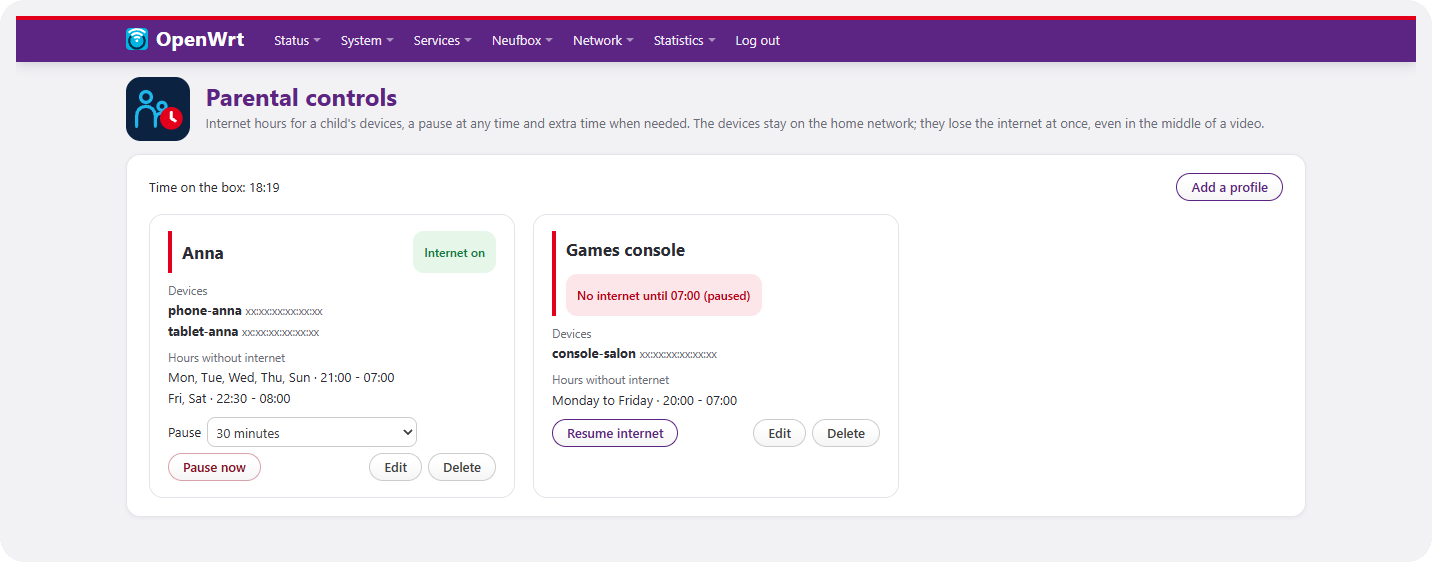 OpenWrt Status System Services Neufbox Network Statistics Log out
Parental controls
Internet hours for a child's devices, a pause at any time and extra time when needed. The devices stay on the home network; they lose the internet at once, even in the middle of a video.
Time on the box: 18:19
Add a profile
Anna
Internet on
Devices
phone-anna xx:xx:xx:xx:xx:xx
tablet-anna xx:xx:xx:xx:xx:xx
Hours without internet
Mon, Tue, Wed, Thu, Sun · 21:00 - 07:00
Fri, Sat · 22:30 - 08:00
Pause 30 minutes
Pause now Edit Delete
Games console
No internet until 07:00 (paused)
Devices
console-salon xx:xx:xx:xx:xx:xx
Hours without internet
Monday to Friday · 20:00 - 07:00
Resume internet Edit Delete